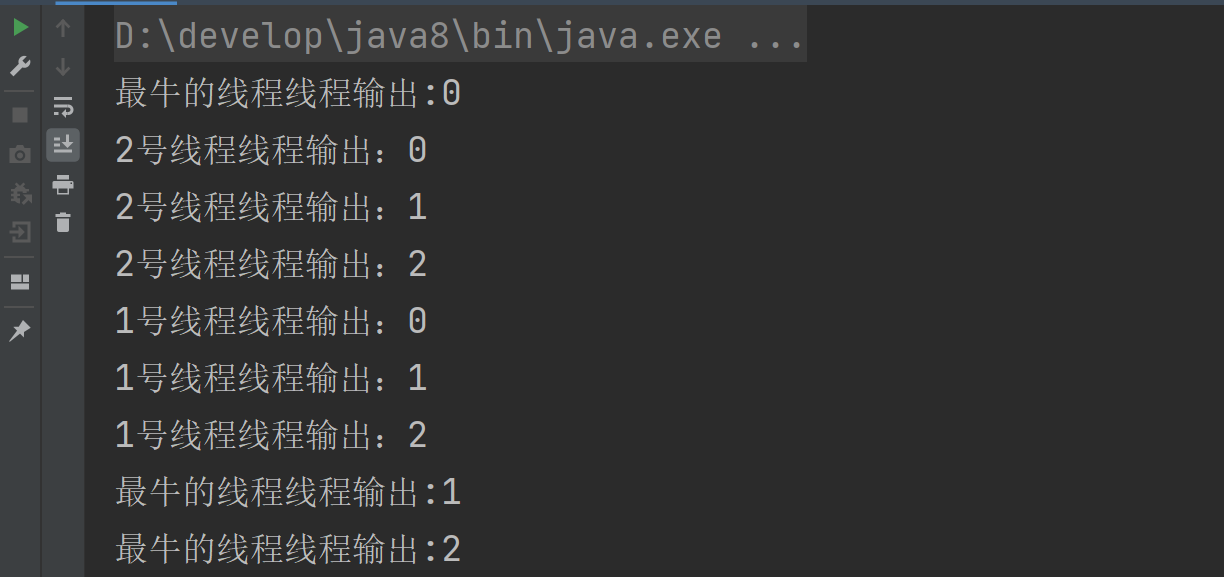 D:\develop\java8\bin\java.exe ...
最牛的线程线程输出:0
2号线程线程输出：0
2号线程线程输出：1
2号线程线程输出：2
1号线程线程输出：0
1号线程线程输出：1
1号线程线程输出：2
最牛的线程线程输出:1
最牛的线程线程输出:2